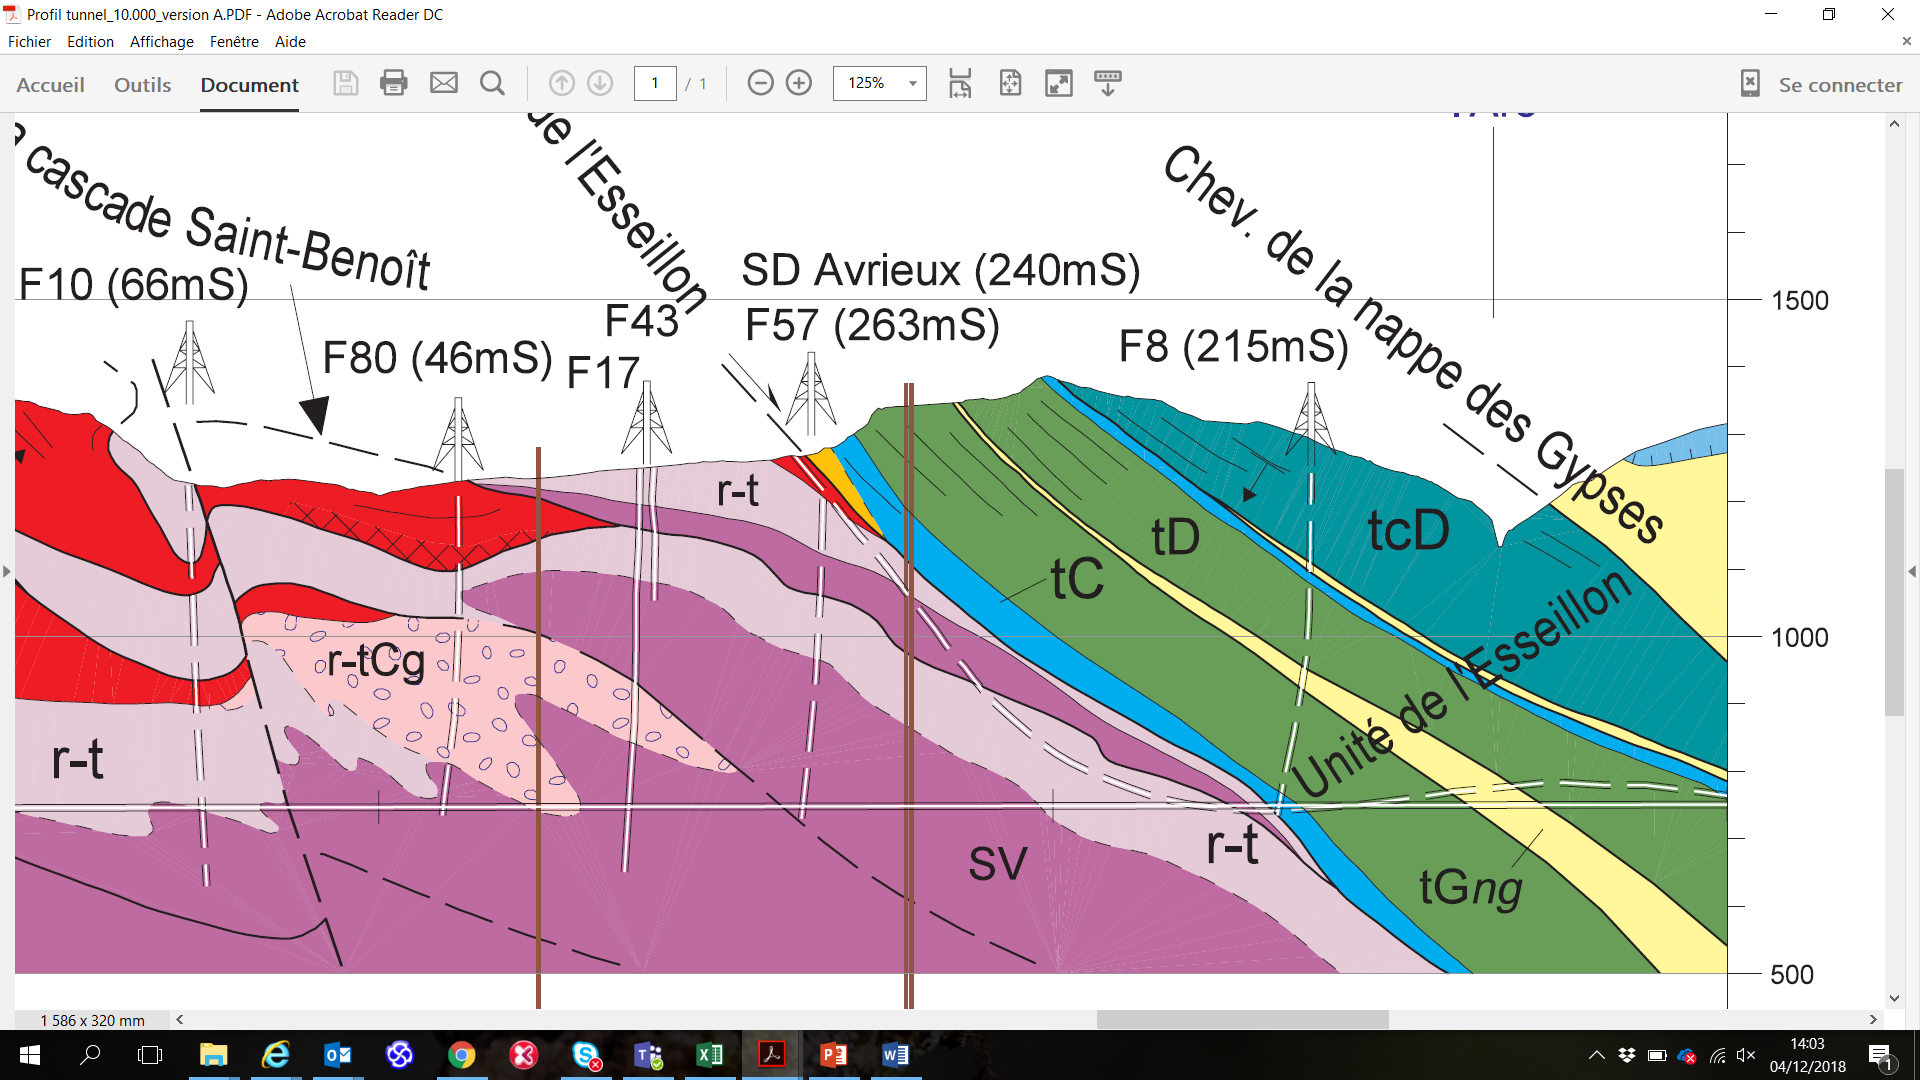 Profil tunnel_10.000_version A.PDF - Adobe Acrobat Reader DC
Fichier Edition Affichage Fenêtre Aide
Accueil Outils Document 1 / 1 125% Se connecter
cascade Saint-Benoît
de l'Esseillon
Chev. de la nappe des Gypses
F10 (66mS)
SD Avrieux (240mS)
1500
F43
F57 (263mS)
F80 (46mS)
F17
F8 (215mS)
r-t
tD
tcD
tC
1000
r-tCg
Unité de l'Esseillon
r-t
r-t
SV
tGng
500
1 586 x 320 mm
14:03
04/12/2018
1